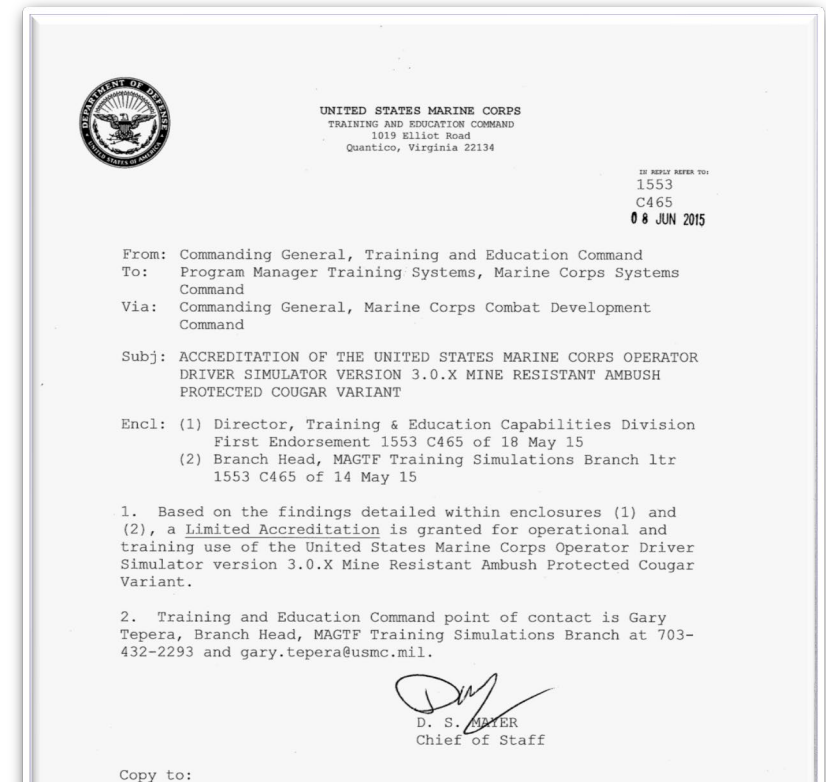 DEPARTMENT OF DEFENSE
UNITED STATES OF AMERICA
UNITED STATES MARINE CORPS
TRAINING AND EDUCATION COMMAND
1019 Elliot Road
Quantico, Virginia 22134
IN REPLY REFER TO:
1553
C465
08 JUN 2015
From: Commanding General, Training and Education Command
To: Program Manager Training Systems, Marine Corps Systems
Command
Via: Commanding General, Marine Corps Combat Development
Command
Subj: ACCREDITATION OF THE UNITED STATES MARINE CORPS OPERATOR
DRIVER SIMULATOR VERSION 3.0.X MINE RESISTANT AMBUSH
PROTECTED COUGAR VARIANT
Encl: (1) Director, Training & Education Capabilities Division
First Endorsement 1553 C465 of 18 May 15
(2) Branch Head, MAGTF Training Simulations Branch ltr
1553 C465 of 14 May 15
1. Based on the findings detailed within enclosures (1) and
(2), a Limited Accreditation is granted for operational and
training use of the United States Marine Corps Operator Driver
Simulator version 3.0.X Mine Resistant Ambush Protected Cougar
Variant.
2. Training and Education Command point of contact is Gary
Tepera, Branch Head, MAGTF Training Simulations Branch at 703-
432-2293 and gary.tepera@usmc.mil.
D. S. MAYER
Chief of Staff
Copy to: